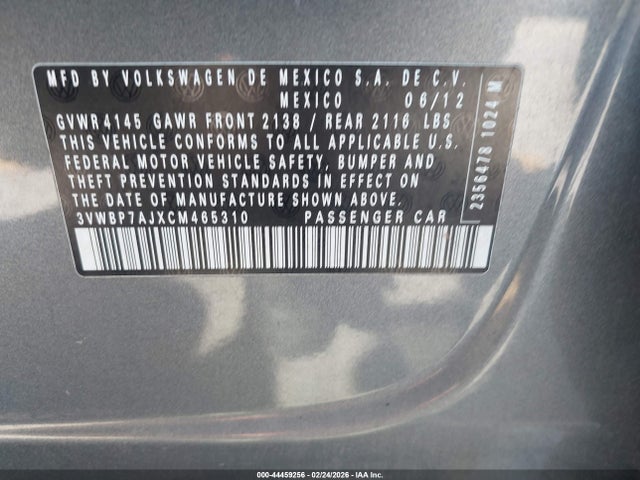 MFD BY VOLKSWAGEN DE MEXICO S.A. DE C.V.
MEXICO 06/12
GVWR 4145 GAWR FRONT 2138 / REAR 2116 LBS
THIS VEHICLE CONFORMS TO ALL APPLICABLE U.S.
FEDERAL MOTOR VEHICLE SAFETY, BUMPER AND
THEFT PREVENTION STANDARDS IN EFFECT ON
THE DATE OF MANUFACTURE SHOWN ABOVE.
3VWBP7AJXCM465310 PASSENGER CAR
2356478 1024 M
000-44459256 - 02/24/2026 - IAA Inc.